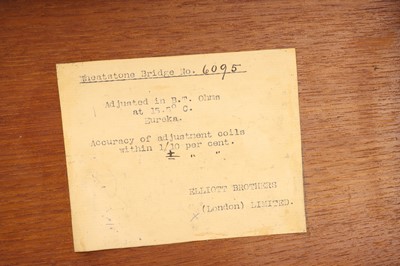 Wheatstone Bridge No. 6095
Adjusted in B.T. Ohms
at 15.5° C.
Eureka.
Accuracy of adjustment coils
within 1/10 per cent.
± " "
ELLIOTT BROTHERS
(London) LIMITED.